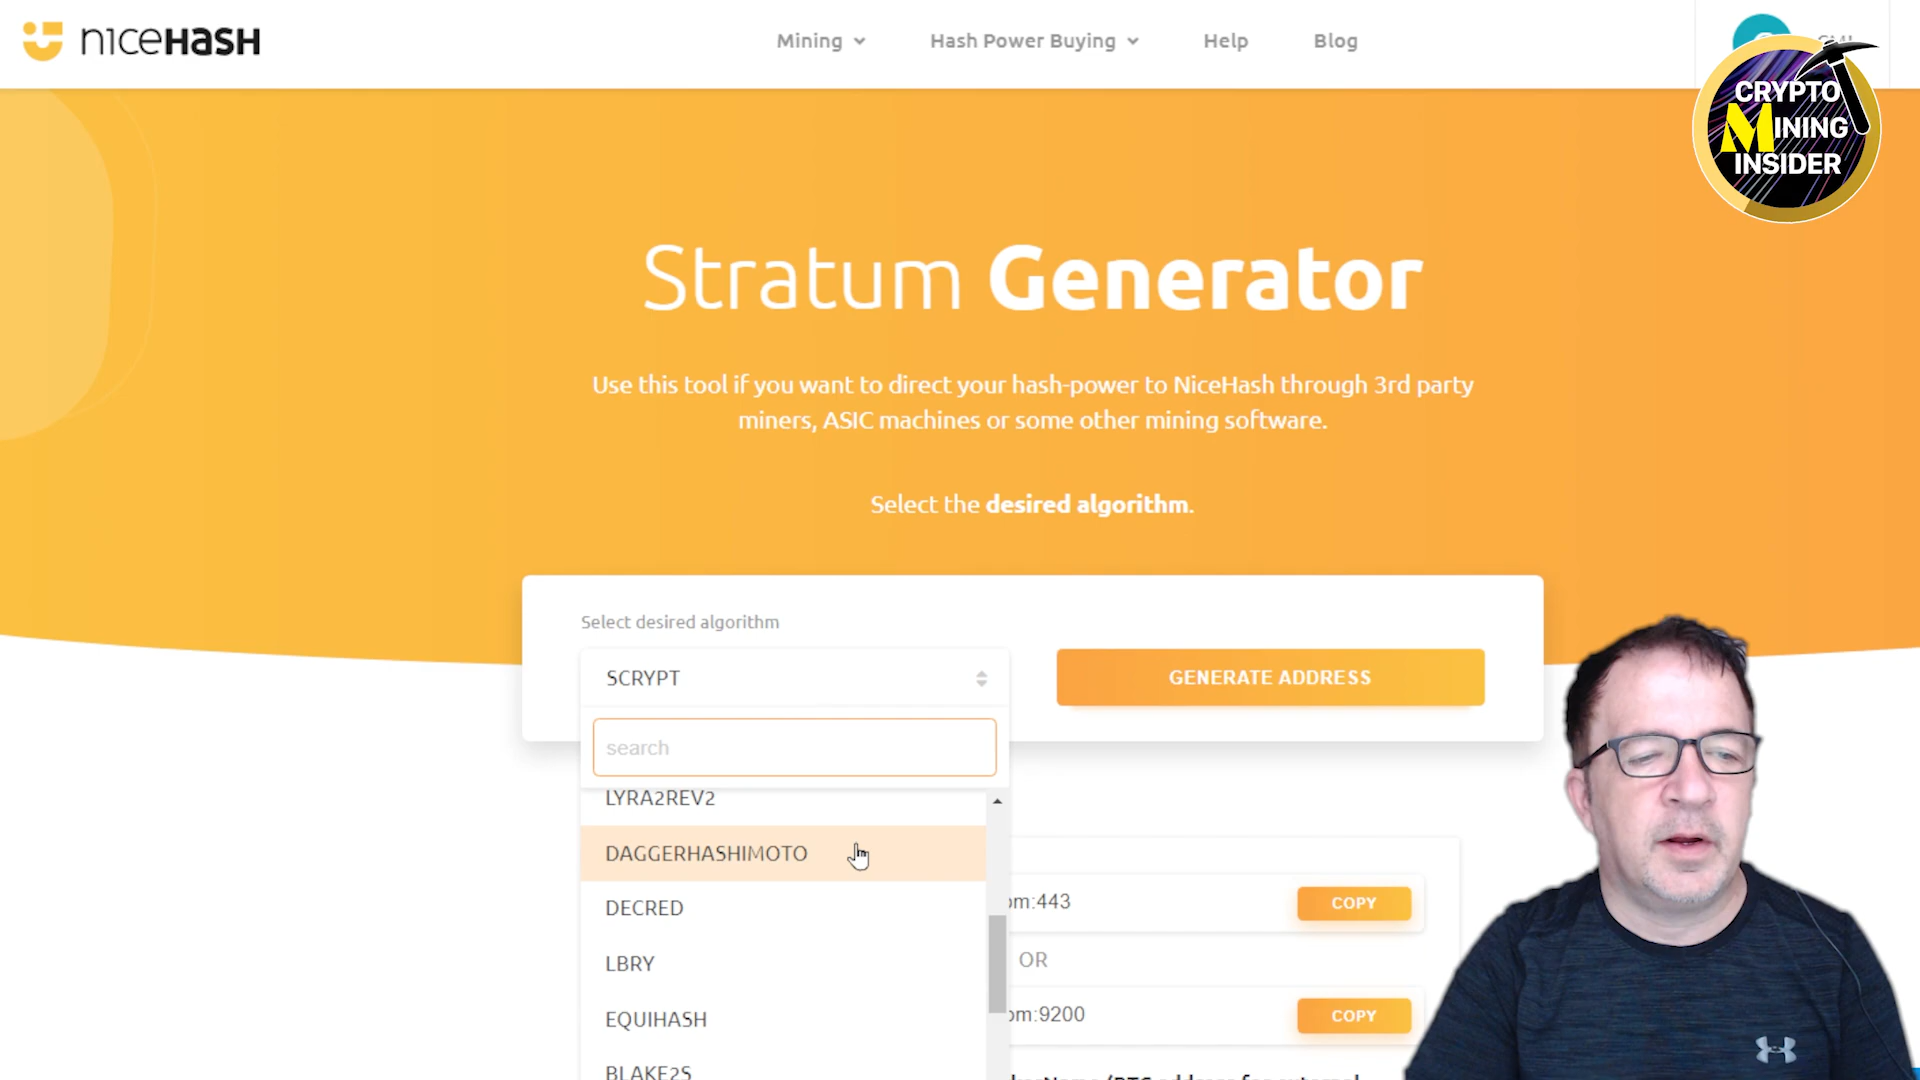 nıceHasH
Mining
Hash Power Buying
Help
Blog
CRYPTO
MINING
INSIDER
Stratum Generator
Use this tool if you want to direct your hash-power to NiceHash through 3rd party
miners, ASIC machines or some other mining software.
Select the desired algorithm.
Select desired algorithm
SCRYPT
GENERATE ADDRESS
search
LYRA2REV2
DAGGERHASHIMOTO
DECRED
LBRY
EQUIHASH
BLAKE2S
om:443
COPY
OR
om:9200
COPY